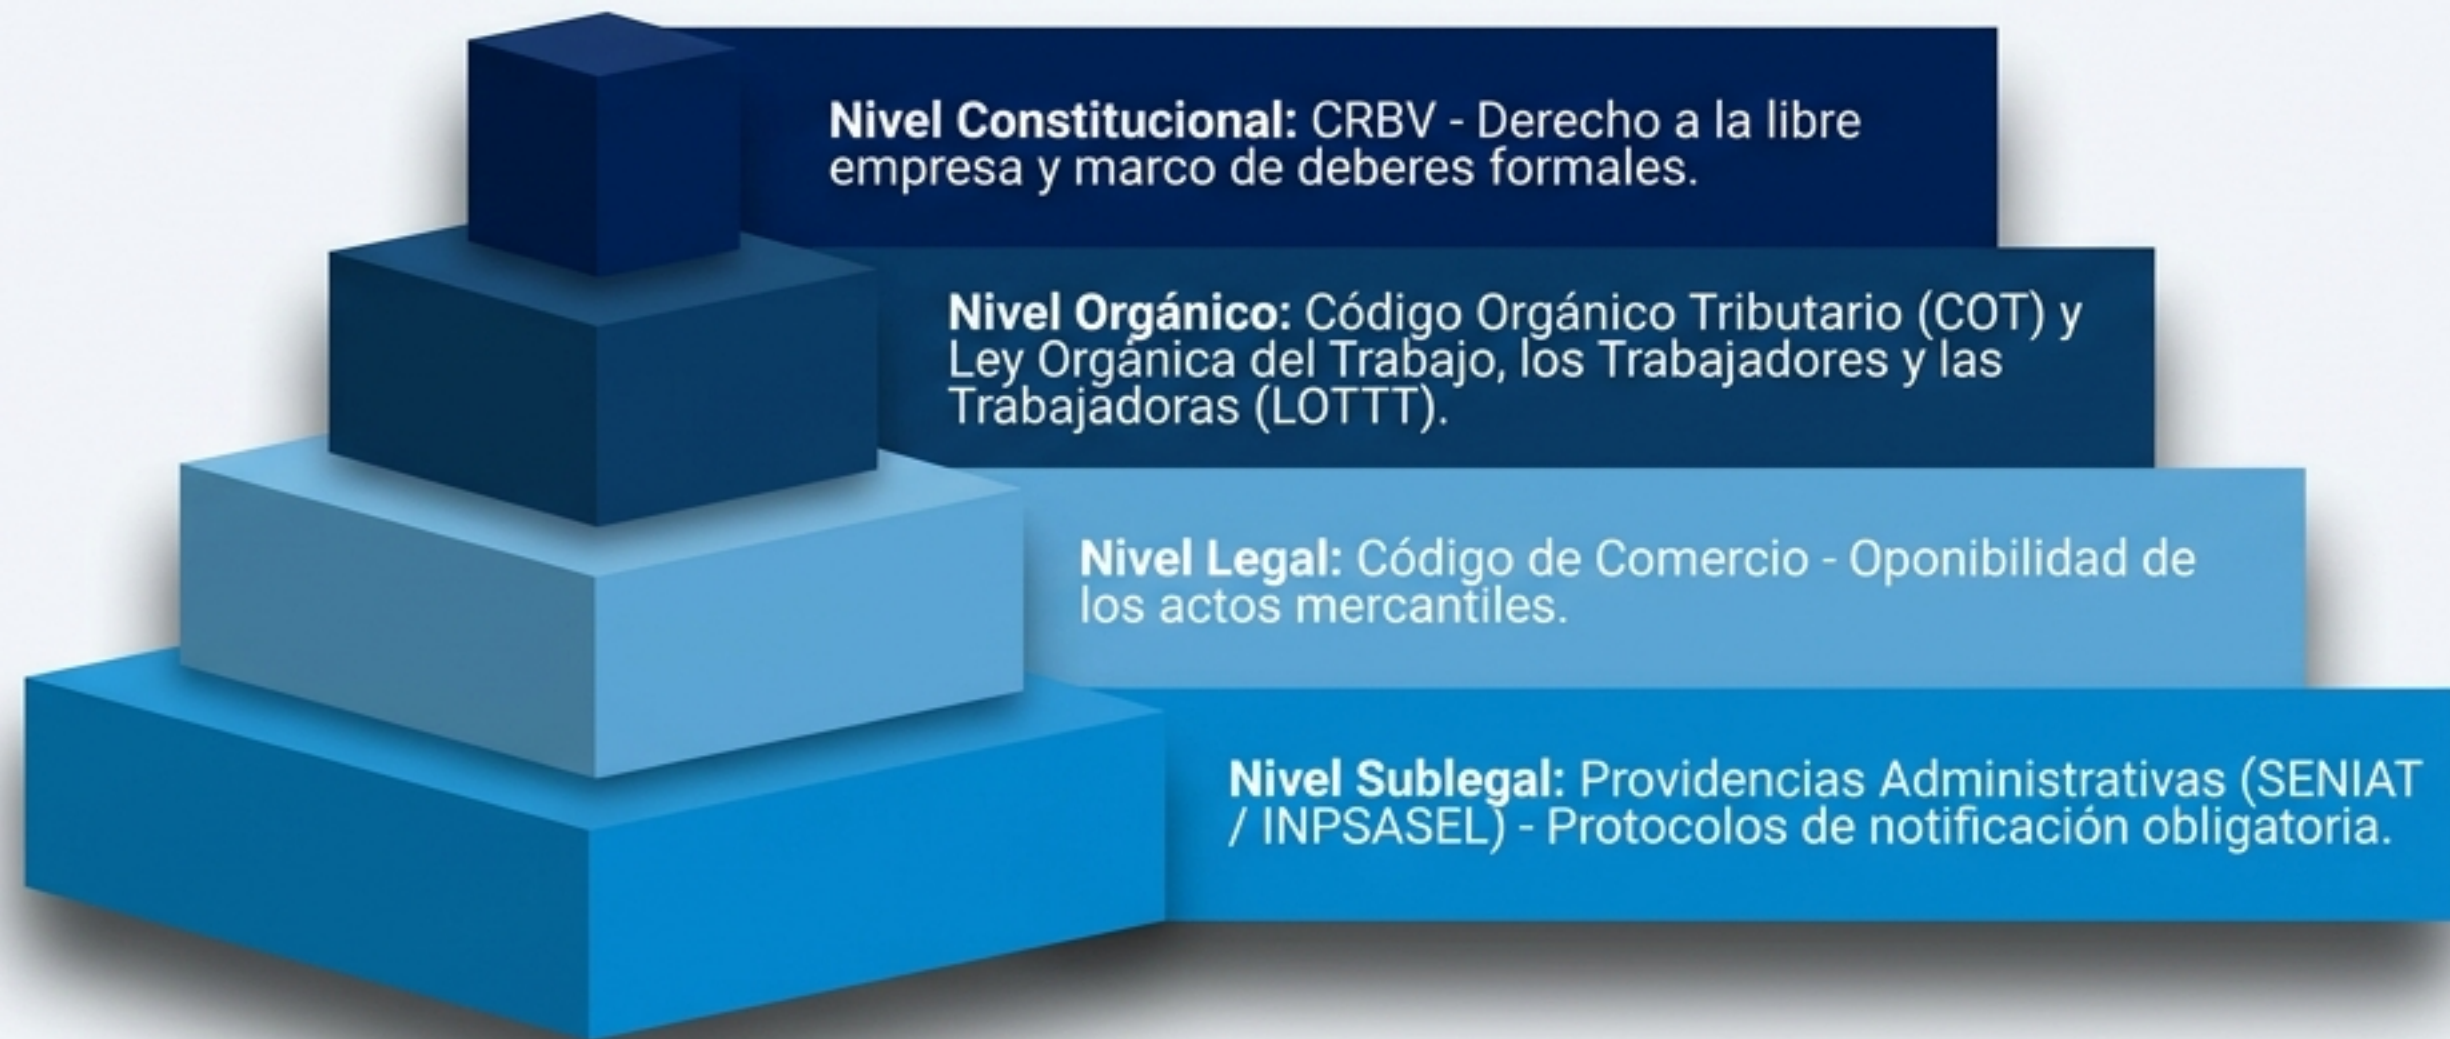 Nivel Constitucional: CRBV - Derecho a la libre
empresa y marco de deberes formales.
Nivel Orgánico: Código Orgánico Tributario (COT) y
Ley Orgánica del Trabajo, los Trabajadores y las
Trabajadoras (LOTTT).
Nivel Legal: Código de Comercio - Oponibilidad de
los actos mercantiles.
Nivel Sublegal: Providencias Administrativas (SENIAT
/ INPSASEL) - Protocolos de notificación obligatoria.